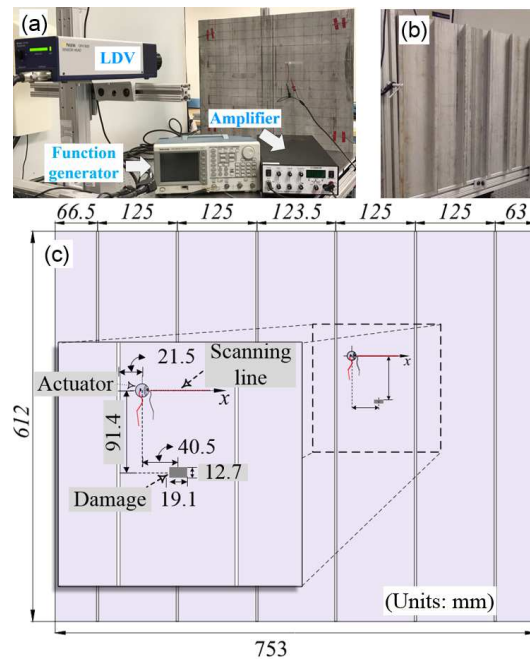 (a)
LDV
Amplifier
Function
generator
(b)
66.5 125 125 123.5 125 125 63
(c)
21.5
Scanning
line
Actuator
x
x
91.4
40.5
12.7
Damage
19.1
612
(Units: mm)
753